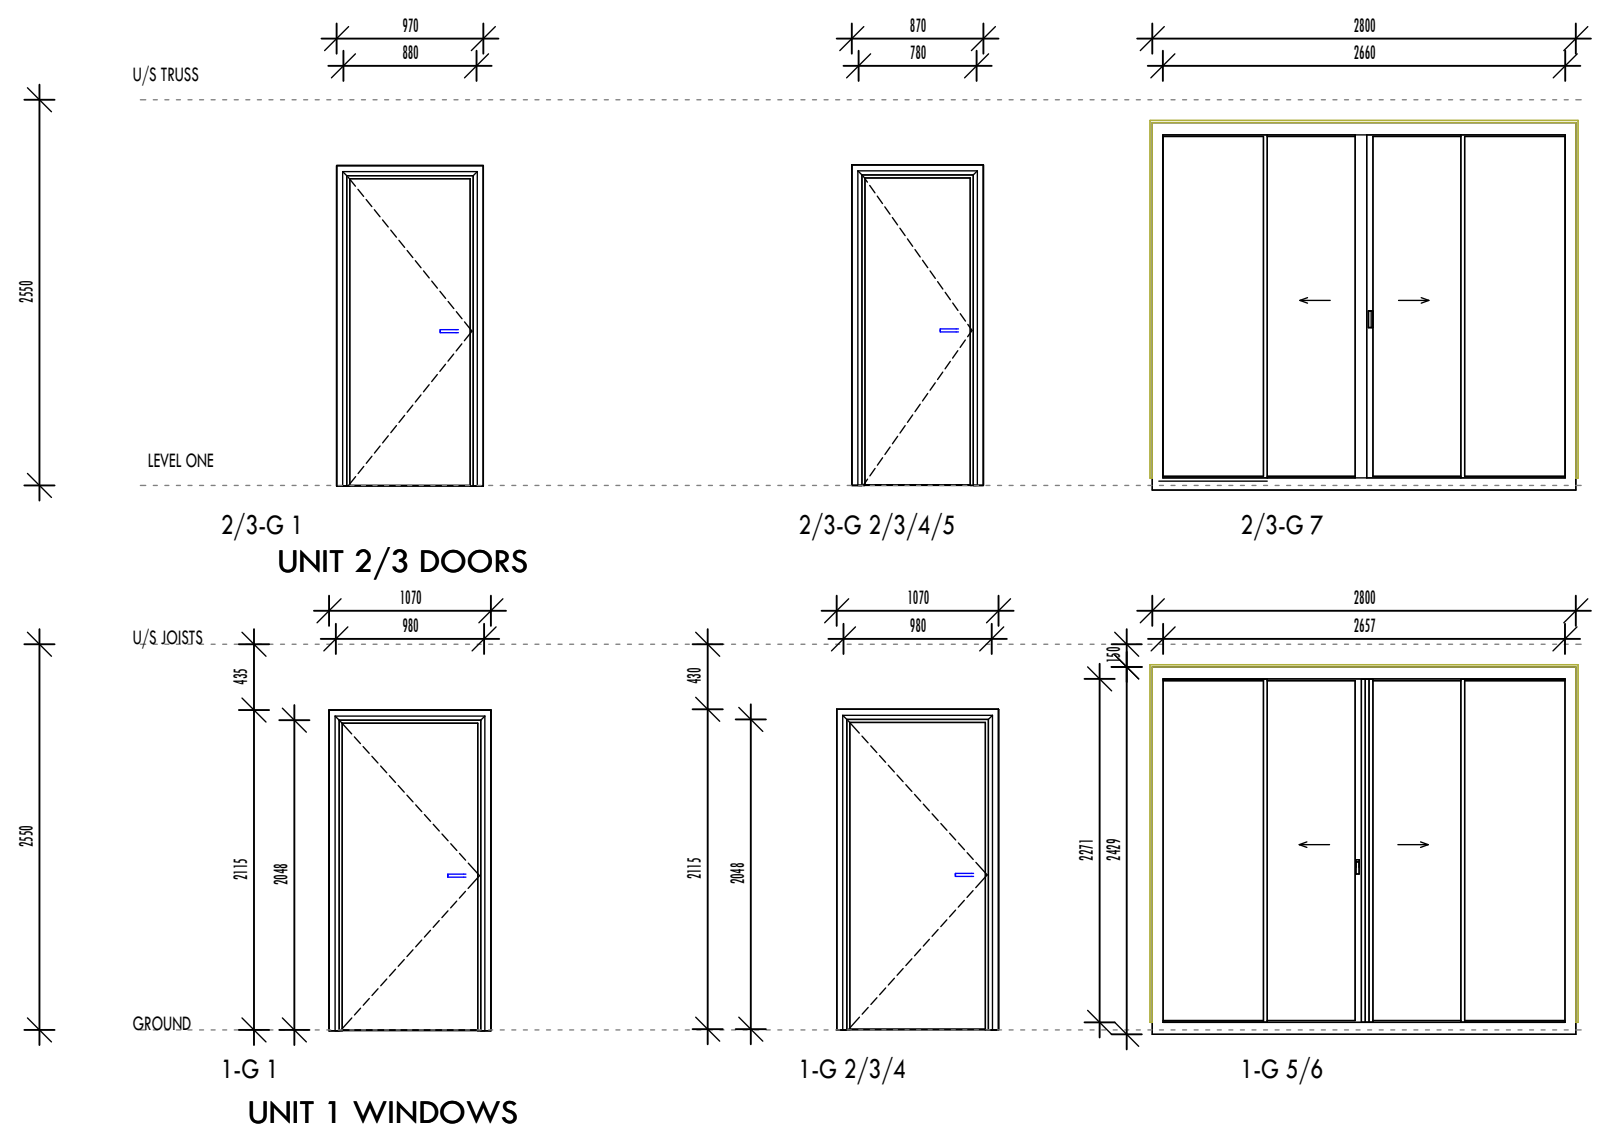 970
870
2800
880
780
2660
U/S TRUSS
2550
LEVEL ONE
2/3-G 1
2/3-G 2/3/4/5
2/3-G 7
UNIT 2/3 DOORS
1070
1070
2800
U/S JOISTS
980
980
2657
435
430
150
2550
2115
2048
2115
2048
2271
2429
GROUND
1-G 1
1-G 2/3/4
1-G 5/6
UNIT 1 WINDOWS